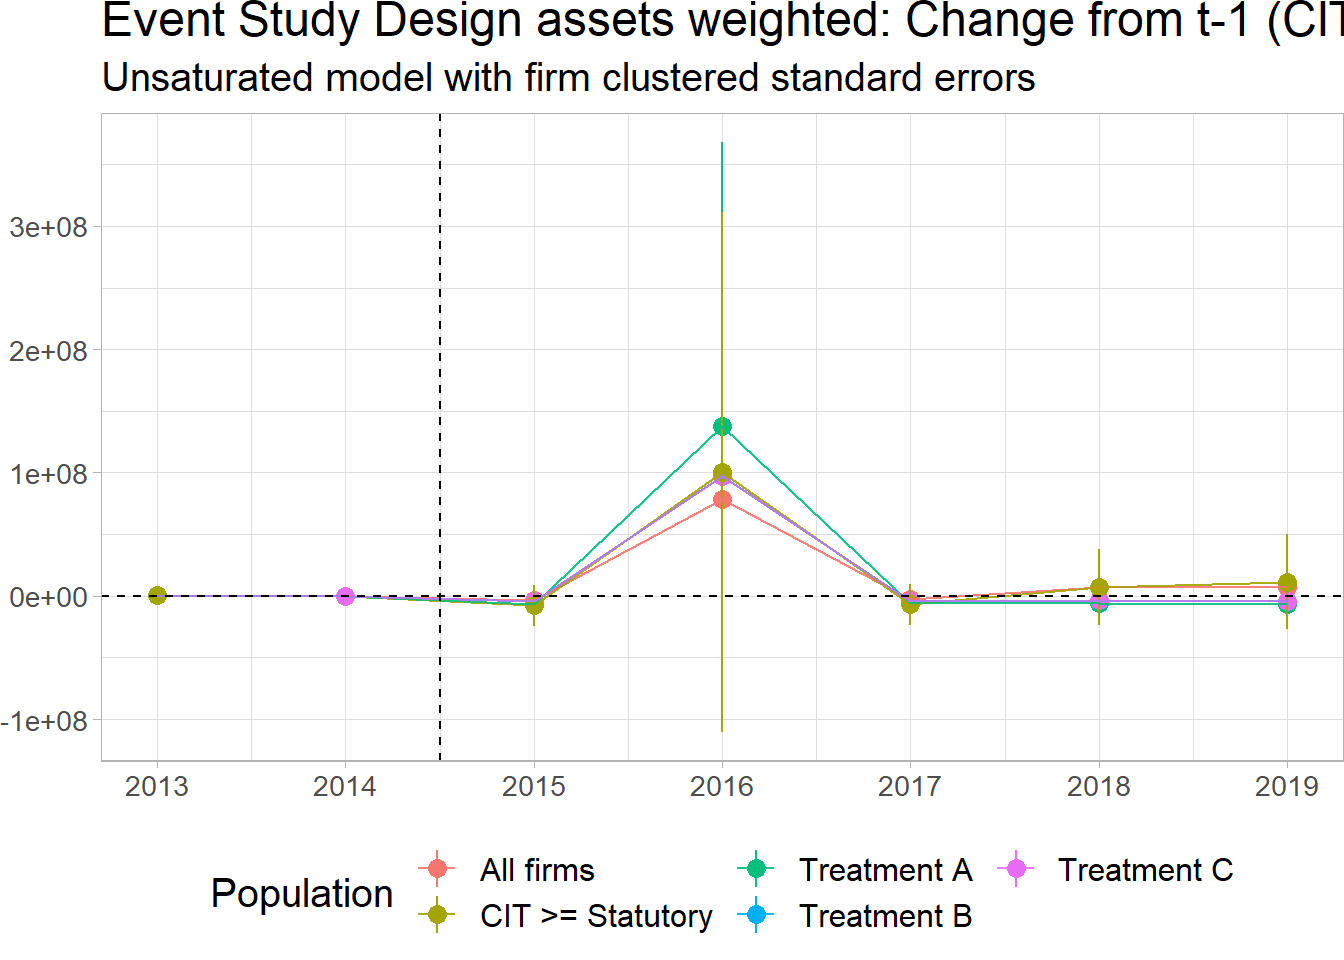 Event Study Design assets weighted: Change from t-1 (CIT
Unsaturated model with firm clustered standard errors
3e+08
2e+08
1e+08
0e+00
-1e+08
2013 2014 2015 2016 2017 2018 2019
Population
All firms Treatment A Treatment C
CIT >= Statutory Treatment B